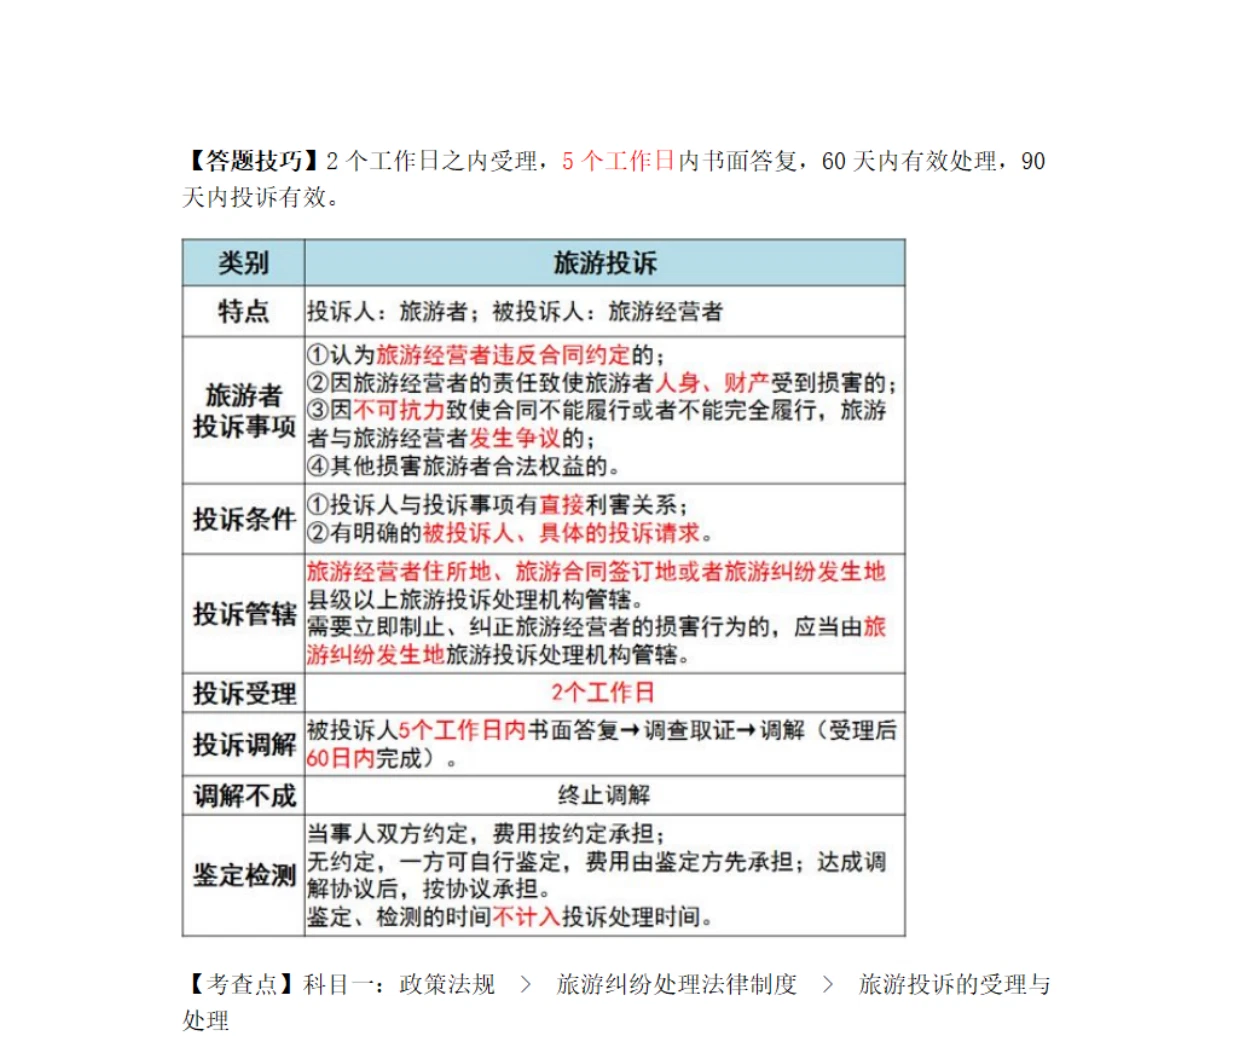 【答题技巧】2 个工作日之内受理，5 个工作日内书面答复，60 天内有效处理，90
天内投诉有效。
类别 旅游投诉
特点 投诉人：旅游者；被投诉人：旅游经营者
旅游者
投诉事项
①认为旅游经营者违反合同约定的；
②因旅游经营者的责任致使旅游者人身、财产受到损害的；
③因不可抗力致使合同不能履行或者不能完全履行，旅游
者与旅游经营者发生争议的；
④其他损害旅游者合法权益的。
投诉条件
①投诉人与投诉事项有直接利害关系；
②有明确的被投诉人、具体的投诉请求。
投诉管辖
旅游经营者住所地、旅游合同签订地或者旅游纠纷发生地
县级以上旅游投诉处理机构管辖。
需要立即制止、纠正旅游经营者的损害行为的，应当由旅
游纠纷发生地旅游投诉处理机构管辖。
投诉受理 2个工作日
投诉调解
被投诉人5个工作日内书面答复→调查取证→调解（受理后
60日内完成）。
调解不成 终止调解
鉴定检测
当事人双方约定，费用按约定承担；
无约定，一方可自行鉴定，费用由鉴定方先承担；达成调
解协议后，按协议承担。
鉴定、检测的时间不计入投诉处理时间。
【考查点】科目一：政策法规 > 旅游纠纷处理法律制度 > 旅游投诉的受理与
处理